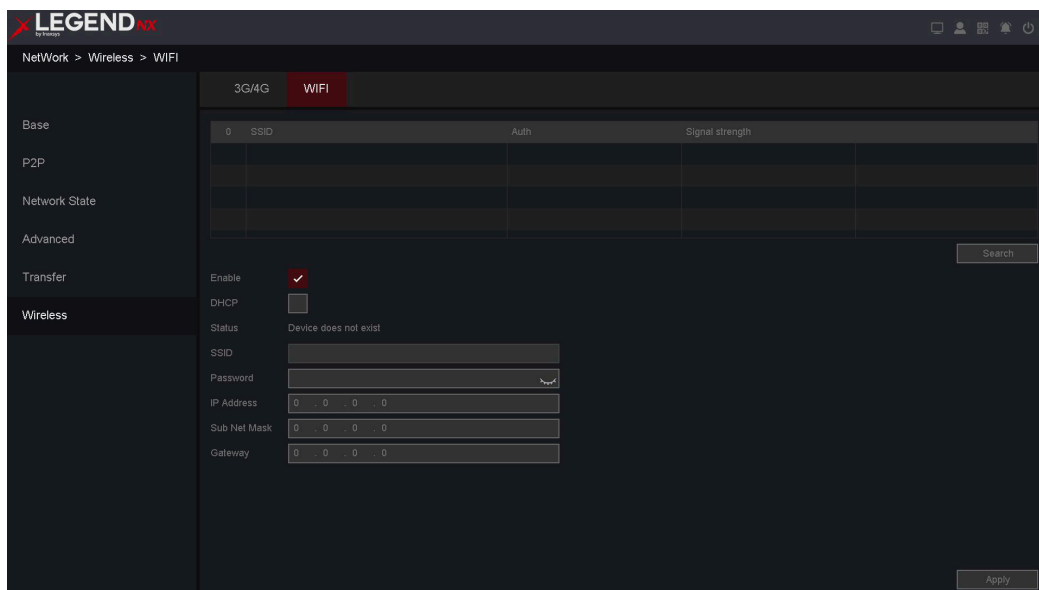 LEGEND NX
by fransys
NetWork > Wireless > WIFI
3G/4G WIFI
Base
P2P
Network State
Advanced
Transfer
Wireless
0 SSID Auth Signal strength
Search
Enable
DHCP
Status Device does not exist
SSID
Password
IP Address 0 . 0 . 0 . 0
Sub Net Mask 0 . 0 . 0 . 0
Gateway 0 . 0 . 0 . 0
Apply